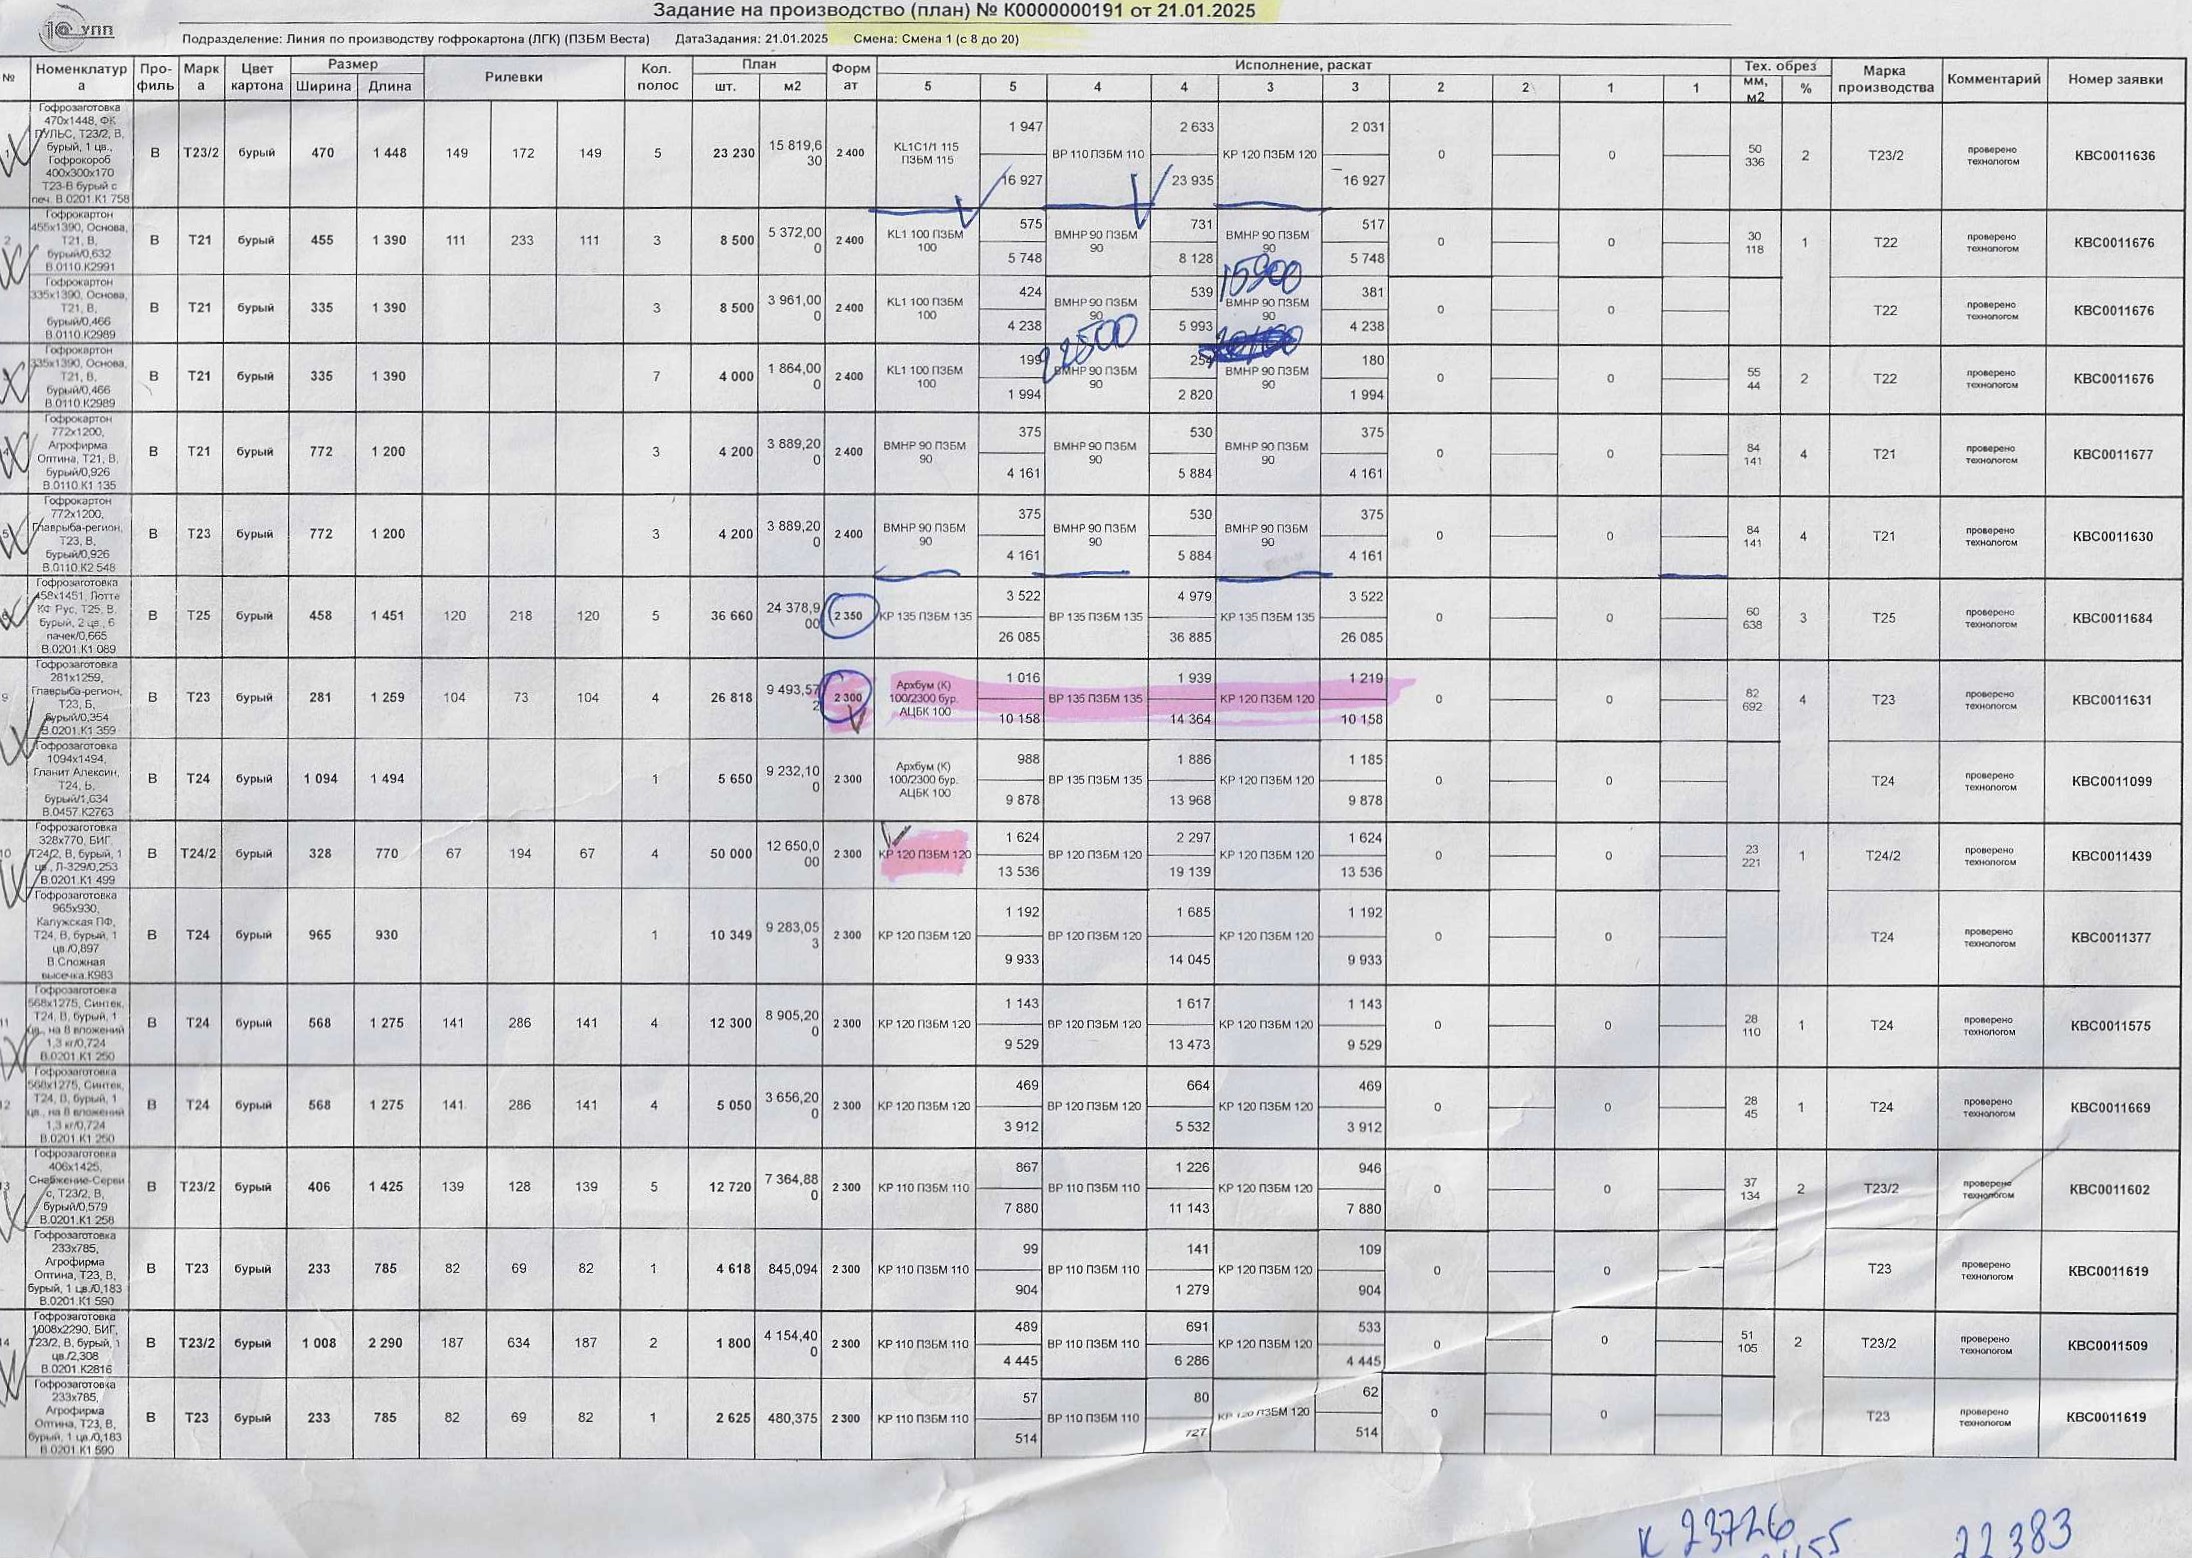 1С УПП
Задание на производство (план) № К0000000191 от 21.01.2025
Подразделение: Линия по производству гофрокартона (ЛГК) (ПЗБМ Веста) ДатаЗадания: 21.01.2025 Смена: Смена 1 (с 8 до 20)
№ Номенклатура Про-филь Марка Цвет картона Размер Рилевки Кол. полос План Формат Исполнение, раскат Тех. обрез Марка производства Комментарий Номер заявки
Ширина Длина шт. м2 5 5 4 4 3 3 2 2 1 1 мм, м2 %
1 Гофрозаготовка 470х1448, ФК ПУЛЬС, Т23/2, В, бурый, 1 цв., Гофрокороб 400х300х170 Т23-В бурый с печ. В.0201.К1 758 В Т23/2 бурый 470 1 448 149 172 149 5 23 230 15 819,630 2 400 KL1C1/1 115 ПЗБМ 115 1 947 16 927 ВР 110 ПЗБМ 110 2 633 23 935 КР 120 ПЗБМ 120 2 031 16 927 0 0 50 336 2 Т23/2 проверено технологом КВС0011636
2 Гофрокартон 455х1390, Основа, Т21, В, бурый/0,632 В.0110.К2991 В Т21 бурый 455 1 390 111 233 111 3 8 500 5 372,000 2 400 KL1 100 ПЗБМ 100 575 5 748 ВМНР 90 ПЗБМ 90 731 8 128 ВМНР 90 ПЗБМ 90 517 5 748 0 0 30 118 1 Т22 проверено технологом КВС0011676
15900
Гофрокартон 335х1390, Основа, Т21, В, бурый/0,466 В.0110.К2989 В Т21 бурый 335 1 390 3 8 500 3 961,000 2 400 KL1 100 ПЗБМ 100 424 4 238 ВМНР 90 ПЗБМ 90 539 5 993 ВМНР 90 ПЗБМ 90 381 4 238 0 0 Т22 проверено технологом КВС0011676
22500
Гофрокартон 335х1390, Основа, Т21, В, бурый/0,466 В.0110.К2989 В Т21 бурый 335 1 390 7 4 000 1 864,000 2 400 KL1 100 ПЗБМ 100 199 1 994 ВМНР 90 ПЗБМ 90 254 2 820 ВМНР 90 ПЗБМ 90 180 1 994 0 0 55 44 2 Т22 проверено технологом КВС0011676
4 Гофрокартон 772х1200, Агрофирма Оптина, Т21, В, бурый/0,926 В.0110.К1 135 В Т21 бурый 772 1 200 3 4 200 3 889,200 2 400 ВМНР 90 ПЗБМ 90 375 4 161 ВМНР 90 ПЗБМ 90 530 5 884 ВМНР 90 ПЗБМ 90 375 4 161 0 0 84 141 4 Т21 проверено технологом КВС0011677
5 Гофрокартон 772х1200, Главрыба-регион, Т23, В, бурый/0,926 В.0110.К2 548 В Т23 бурый 772 1 200 3 4 200 3 889,200 2 400 ВМНР 90 ПЗБМ 90 375 4 161 ВМНР 90 ПЗБМ 90 530 5 884 ВМНР 90 ПЗБМ 90 375 4 161 0 0 84 141 4 Т21 проверено технологом КВС0011630
Гофрозаготовка 458х1451, Лотте КФ Рус, Т25, В, бурый, 2 цв., 6 пачек/0,665 В.0201.К1 089 В Т25 бурый 458 1 451 120 218 120 5 36 660 24 378,900 2 350 КР 135 ПЗБМ 135 3 522 26 085 ВР 135 ПЗБМ 135 4 979 36 885 КР 135 ПЗБМ 135 3 522 26 085 0 0 60 638 3 Т25 проверено технологом КВС0011684
9 Гофрозаготовка 281х1259, Главрыба-регион, Т23, Б, бурый/0,354 В.0201.К1 359 В Т23 бурый 281 1 259 104 73 104 4 26 818 9 493,572 2 300 Архбум (К) 100/2300 бур. АЦБК 100 1 016 10 158 ВР 135 ПЗБМ 135 1 939 14 364 КР 120 ПЗБМ 120 1 219 10 158 0 0 82 692 4 Т23 проверено технологом КВС0011631
Гофрозаготовка 1094х1494, Гланит Алексин, Т24, Б, бурый/1,634 В.0457.К2763 В Т24 бурый 1 094 1 494 1 5 650 9 232,100 2 300 Архбум (К) 100/2300 бур. АЦБК 100 988 9 878 ВР 135 ПЗБМ 135 1 886 13 968 КР 120 ПЗБМ 120 1 185 9 878 0 0 Т24 проверено технологом КВС0011099
10 Гофрозаготовка 328х770, БИГ, Т24/2, В, бурый, 1 цв., Л-329/0,253 В.0201.К1 499 В Т24/2 бурый 328 770 67 194 67 4 50 000 12 650,000 2 300 КР 120 ПЗБМ 120 1 624 13 536 ВР 120 ПЗБМ 120 2 297 19 139 КР 120 ПЗБМ 120 1 624 13 536 0 0 23 221 1 Т24/2 проверено технологом КВС0011439
Гофрозаготовка 965х930, Калужская ПФ, Т24, В, бурый, 1 цв./0,897 В.Сложная высечка.К983 В Т24 бурый 965 930 1 10 349 9 283,053 2 300 КР 120 ПЗБМ 120 1 192 9 933 ВР 120 ПЗБМ 120 1 685 14 045 КР 120 ПЗБМ 120 1 192 9 933 0 0 Т24 проверено технологом КВС0011377
11 Гофрозаготовка 568х1275, Синтек, Т24, В, бурый, 1 цв., на 8 вложений 1,3 кг/0,724 В.0201.К1 250 В Т24 бурый 568 1 275 141 286 141 4 12 300 8 905,200 2 300 КР 120 ПЗБМ 120 1 143 9 529 ВР 120 ПЗБМ 120 1 617 13 473 КР 120 ПЗБМ 120 1 143 9 529 0 0 28 110 1 Т24 проверено технологом КВС0011575
12 Гофрозаготовка 568х1275, Синтек, Т24, В, бурый, 1 цв., на 8 вложений 1,3 кг/0,724 В.0201.К1 250 В Т24 бурый 568 1 275 141 286 141 4 5 050 3 656,200 2 300 КР 120 ПЗБМ 120 469 3 912 ВР 120 ПЗБМ 120 664 5 532 КР 120 ПЗБМ 120 469 3 912 0 0 28 45 1 Т24 проверено технологом КВС0011669
13 Гофрозаготовка 406х1425, Снабжение-Сервис, Т23/2, В, бурый/0,579 В.0201.К1 258 В Т23/2 бурый 406 1 425 139 128 139 5 12 720 7 364,880 2 300 КР 110 ПЗБМ 110 867 7 880 ВР 110 ПЗБМ 110 1 226 11 143 КР 120 ПЗБМ 120 946 7 880 0 0 37 134 2 Т23/2 проверено технологом КВС0011602
Гофрозаготовка 233х785, Агрофирма Оптина, Т23, В, бурый, 1 цв./0,183 В.0201.К1 590 В Т23 бурый 233 785 82 69 82 1 4 618 845,094 2 300 КР 110 ПЗБМ 110 99 904 ВР 110 ПЗБМ 110 141 1 279 КР 120 ПЗБМ 120 109 904 0 0 Т23 проверено технологом КВС0011619
14 Гофрозаготовка 1008х2290, БИГ, Т23/2, В, бурый, 1 цв./2,308 В.0201.К2816 В Т23/2 бурый 1 008 2 290 187 634 187 2 1 800 4 154,400 2 300 КР 110 ПЗБМ 110 489 4 445 ВР 110 ПЗБМ 110 691 6 286 КР 120 ПЗБМ 120 533 4 445 0 0 51 105 2 Т23/2 проверено технологом КВС0011509
Гофрозаготовка 233х785, Агрофирма Оптина, Т23, В, бурый, 1 цв./0,183 В.0201.К1 590 В Т23 бурый 233 785 82 69 82 1 2 625 480,375 2 300 КР 110 ПЗБМ 110 57 514 ВР 110 ПЗБМ 110 80 727 КР 120 ПЗБМ 120 62 514 0 0 Т23 проверено технологом КВС0011619
К 23726
22383